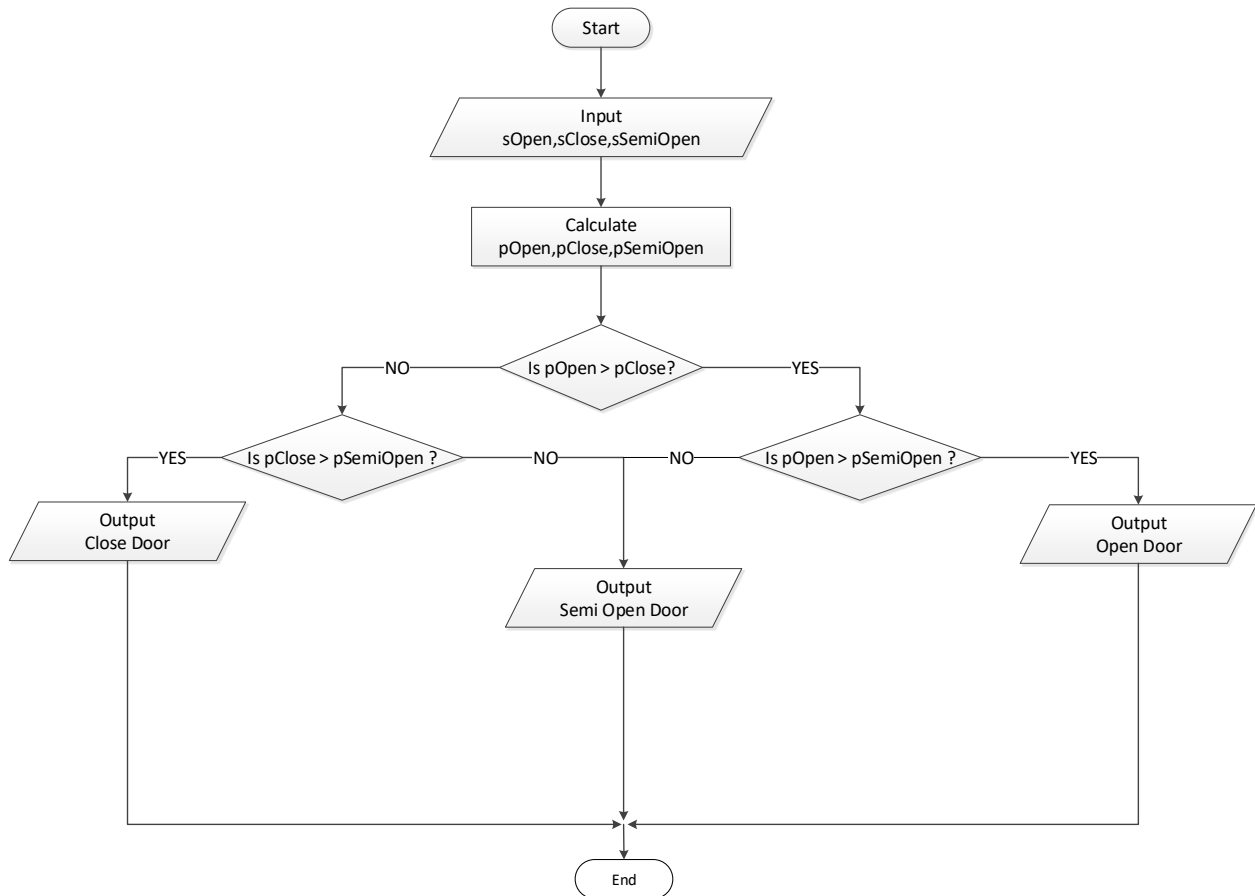 Start
Input
sOpen,sClose,sSemiOpen
Calculate
pOpen,pClose,pSemiOpen
Is pOpen > pClose?
NO
YES
Is pClose > pSemiOpen ?
Is pOpen > pSemiOpen ?
YES
NO
NO
YES
Output
Close Door
Output
Open Door
Output
Semi Open Door
End